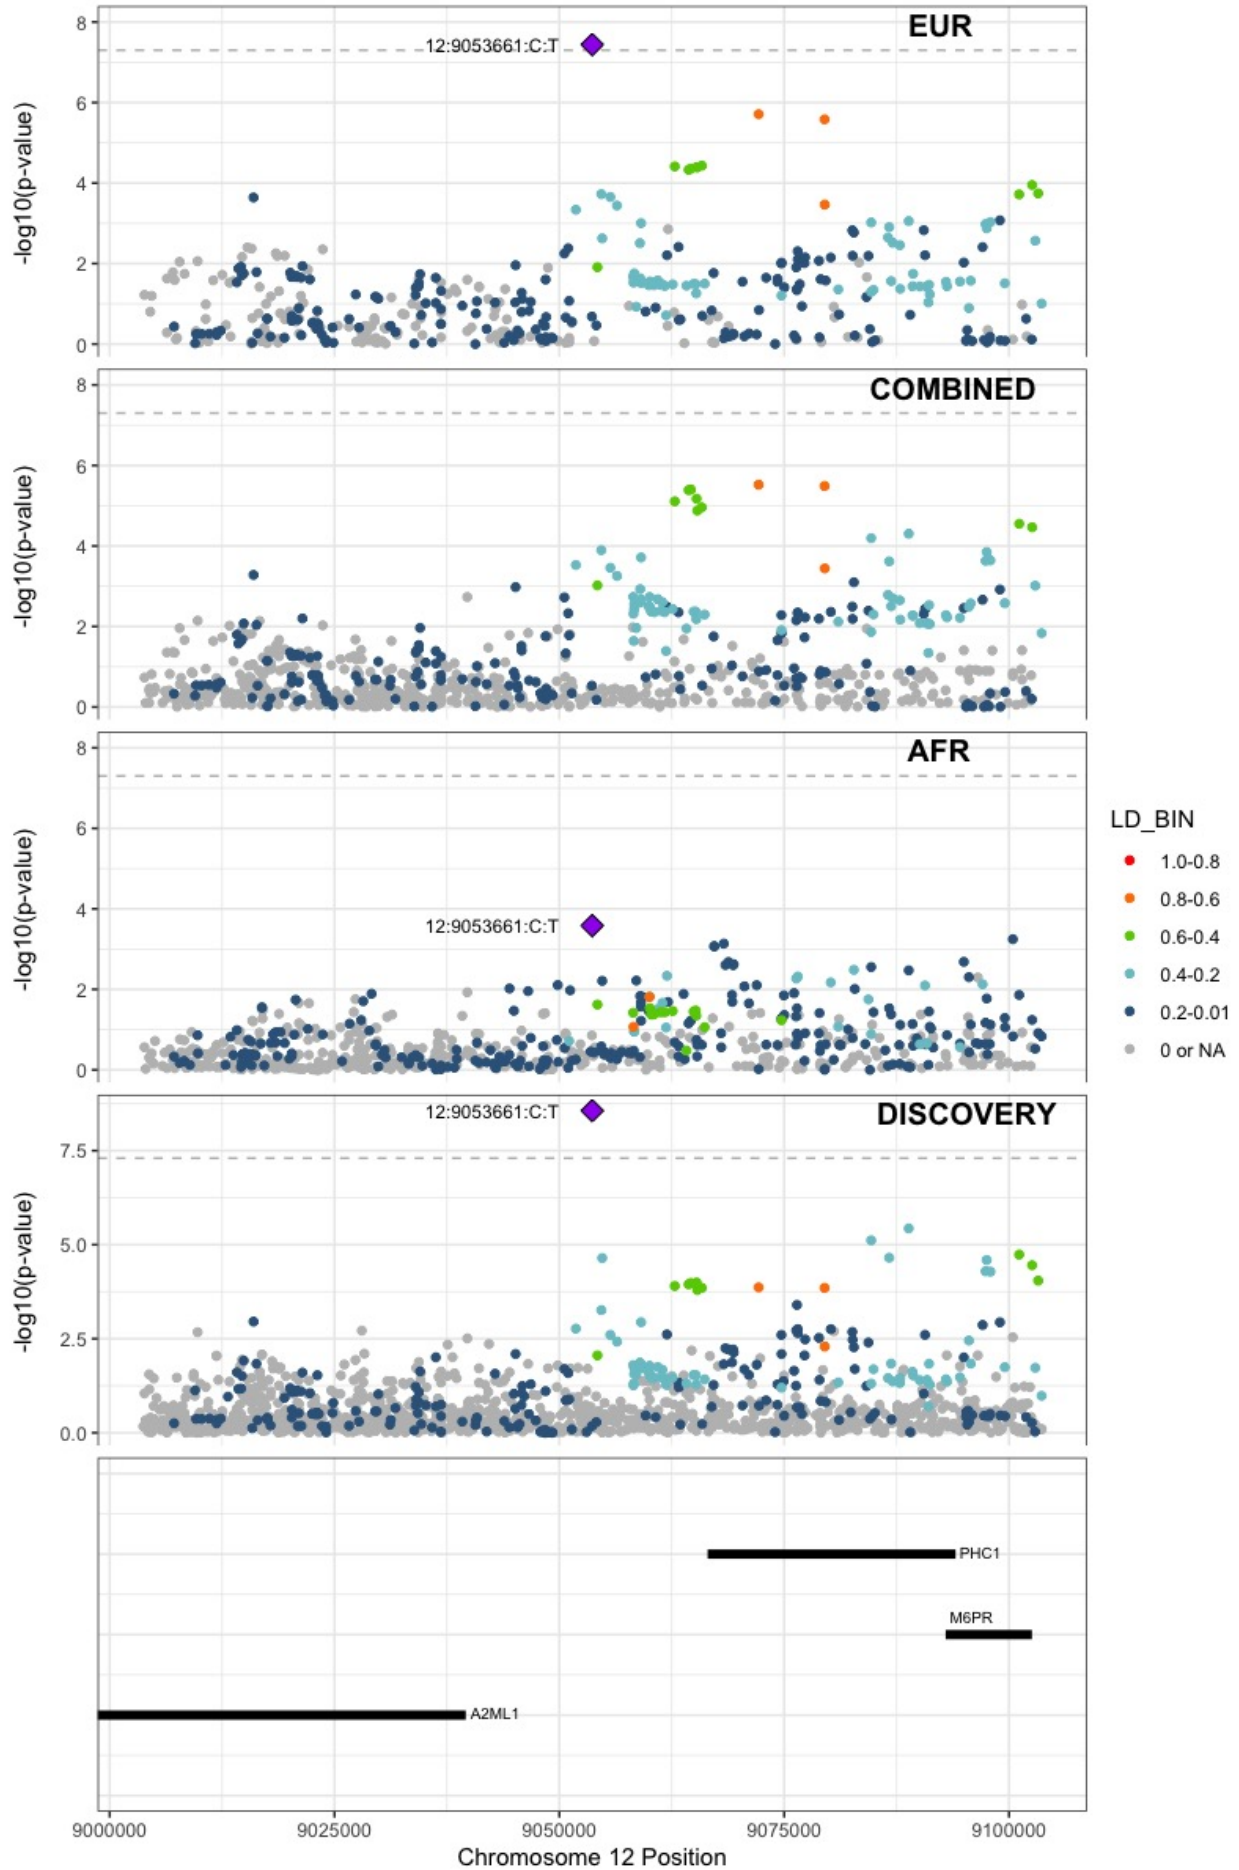 EUR
12:9053661:C:T
8
6
4
2
0
-log10(p-value)
COMBINED
8
6
4
2
0
-log10(p-value)
AFR
12:9053661:C:T
8
6
4
2
0
-log10(p-value)
LD_BIN
1.0-0.8
0.8-0.6
0.6-0.4
0.4-0.2
0.2-0.01
0 or NA
DISCOVERY
12:9053661:C:T
7.5
5.0
2.5
0.0
-log10(p-value)
PHC1
M6PR
A2ML1
9000000 9025000 9050000 9075000 9100000
Chromosome 12 Position